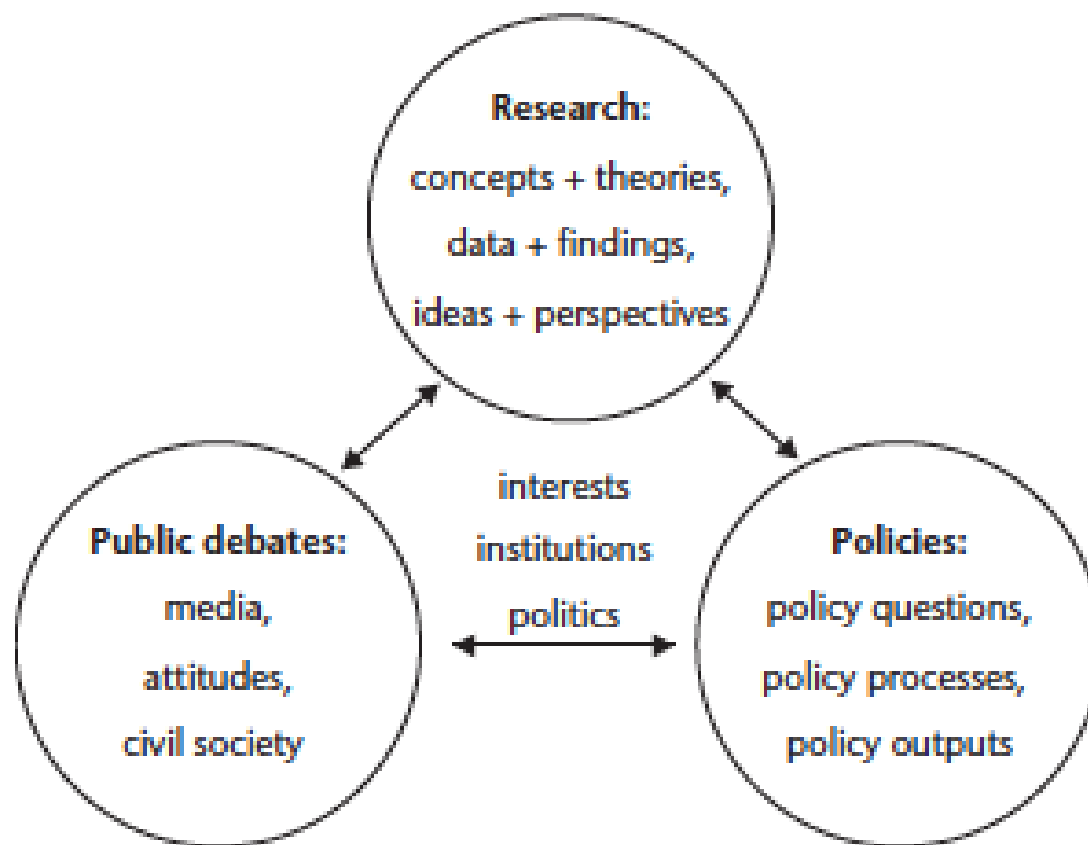 Research:
concepts + theories,
data + findings,
ideas + perspectives
interests
institutions
politics
Public debates:
media,
attitudes,
civil society
Policies:
policy questions,
policy processes,
policy outputs